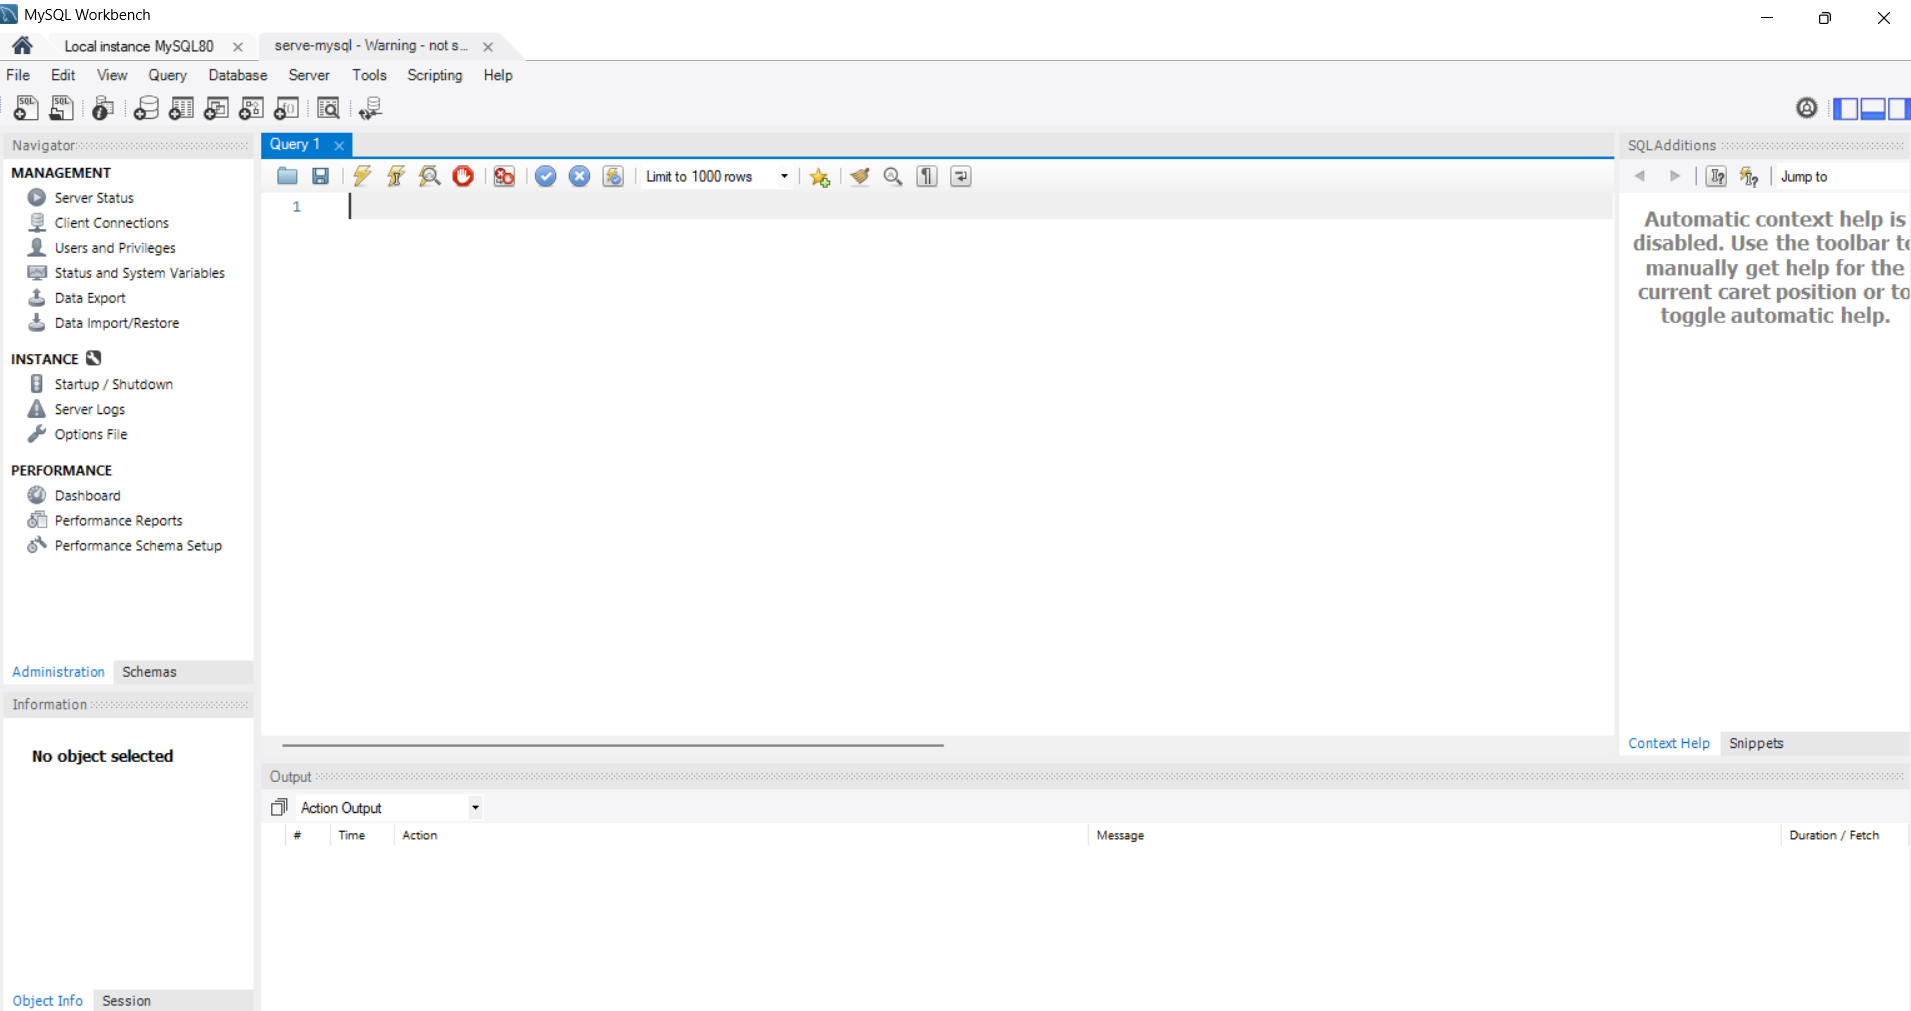 MySQL Workbench
Local instance MySQL80
serve-mysql - Warning - not s...
File Edit View Query Database Server Tools Scripting Help
Navigator
MANAGEMENT
Server Status
Client Connections
Users and Privileges
Status and System Variables
Data Export
Data Import/Restore
INSTANCE
Startup / Shutdown
Server Logs
Options File
PERFORMANCE
Dashboard
Performance Reports
Performance Schema Setup
Administration Schemas
Information
No object selected
Object Info Session
Query 1
Limit to 1000 rows
1
SQLAdditions
Jump to
Automatic context help is
disabled. Use the toolbar to
manually get help for the
current caret position or to
toggle automatic help.
Context Help Snippets
Output
Action Output
# Time Action Message Duration / Fetch